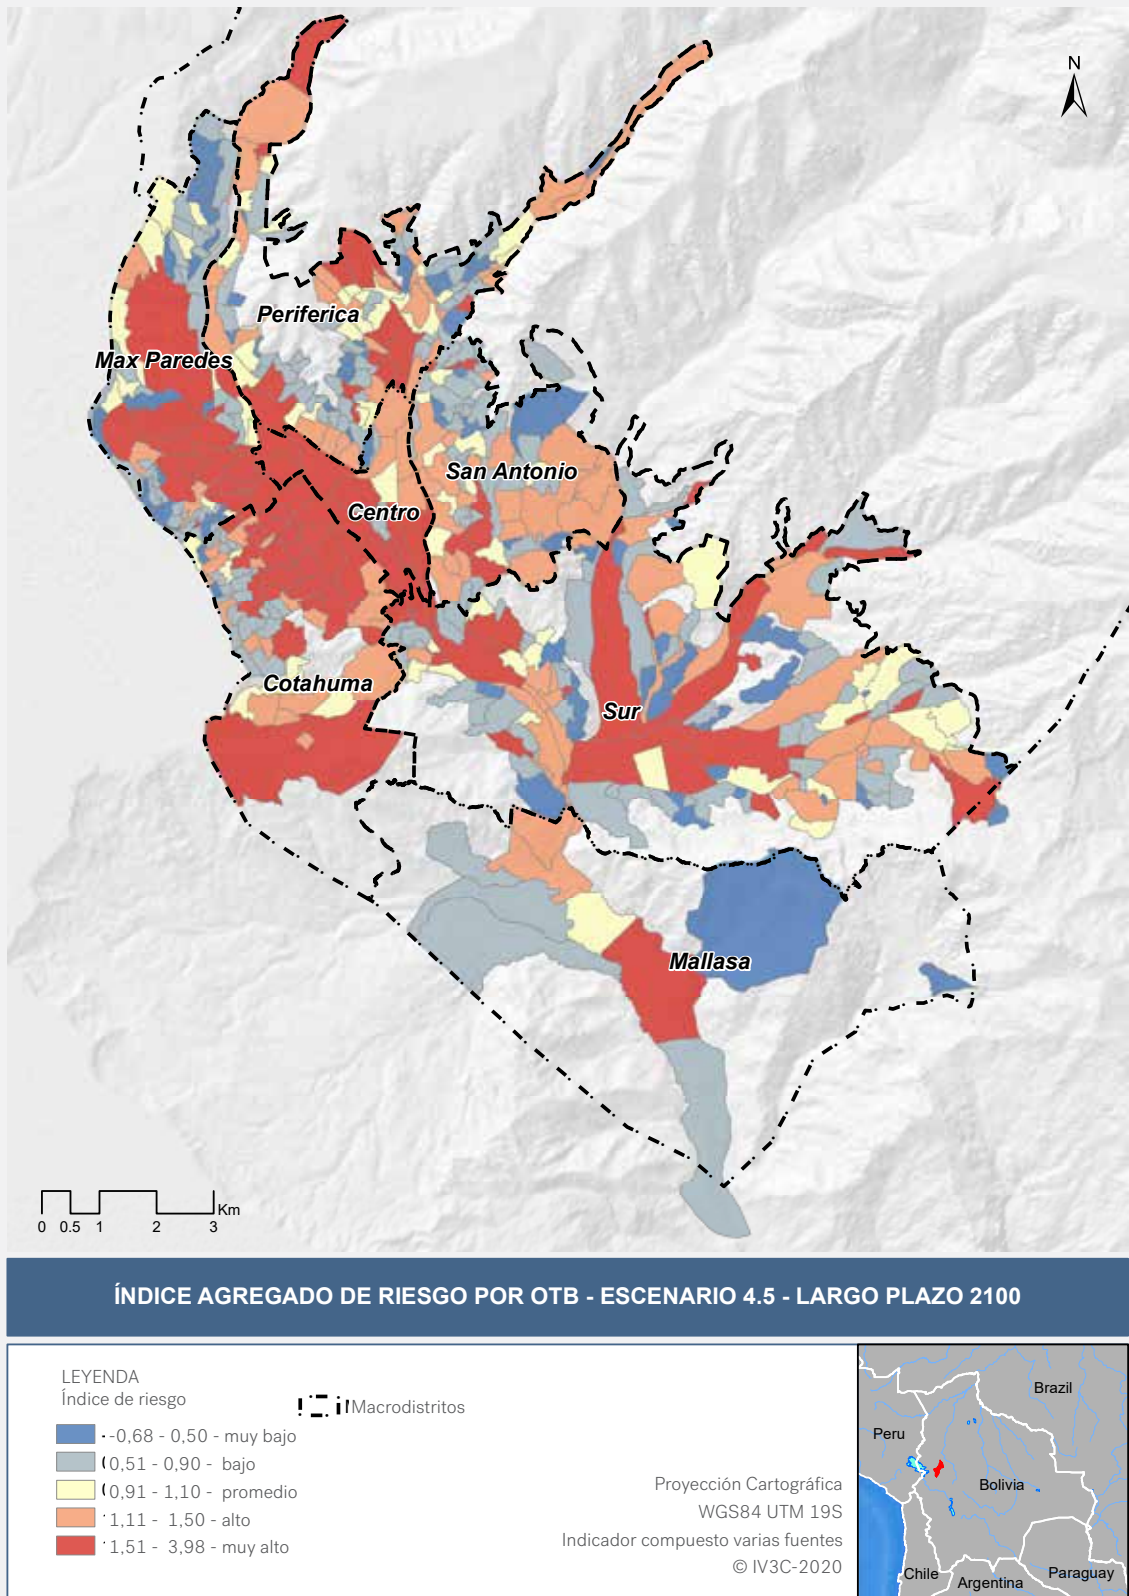 N
Periferica
Max Paredes
San Antonio
Centro
Cotahuma
Sur
Mallasa
Km
0 0.5 1 2 3
ÍNDICE AGREGADO DE RIESGO POR OTB - ESCENARIO 4.5 - LARGO PLAZO 2100
LEYENDA
Índice de riesgo
Macrodistritos
-0,68 - 0,50 - muy bajo
0,51 - 0,90 - bajo
0,91 - 1,10 - promedio
1,11 - 1,50 - alto
1,51 - 3,98 - muy alto
Proyección Cartográfica
WGS84 UTM 19S
Indicador compuesto varias fuentes
© IV3C-2020
Brazil
Peru
Bolivia
Paraguay
Chile
Argentina